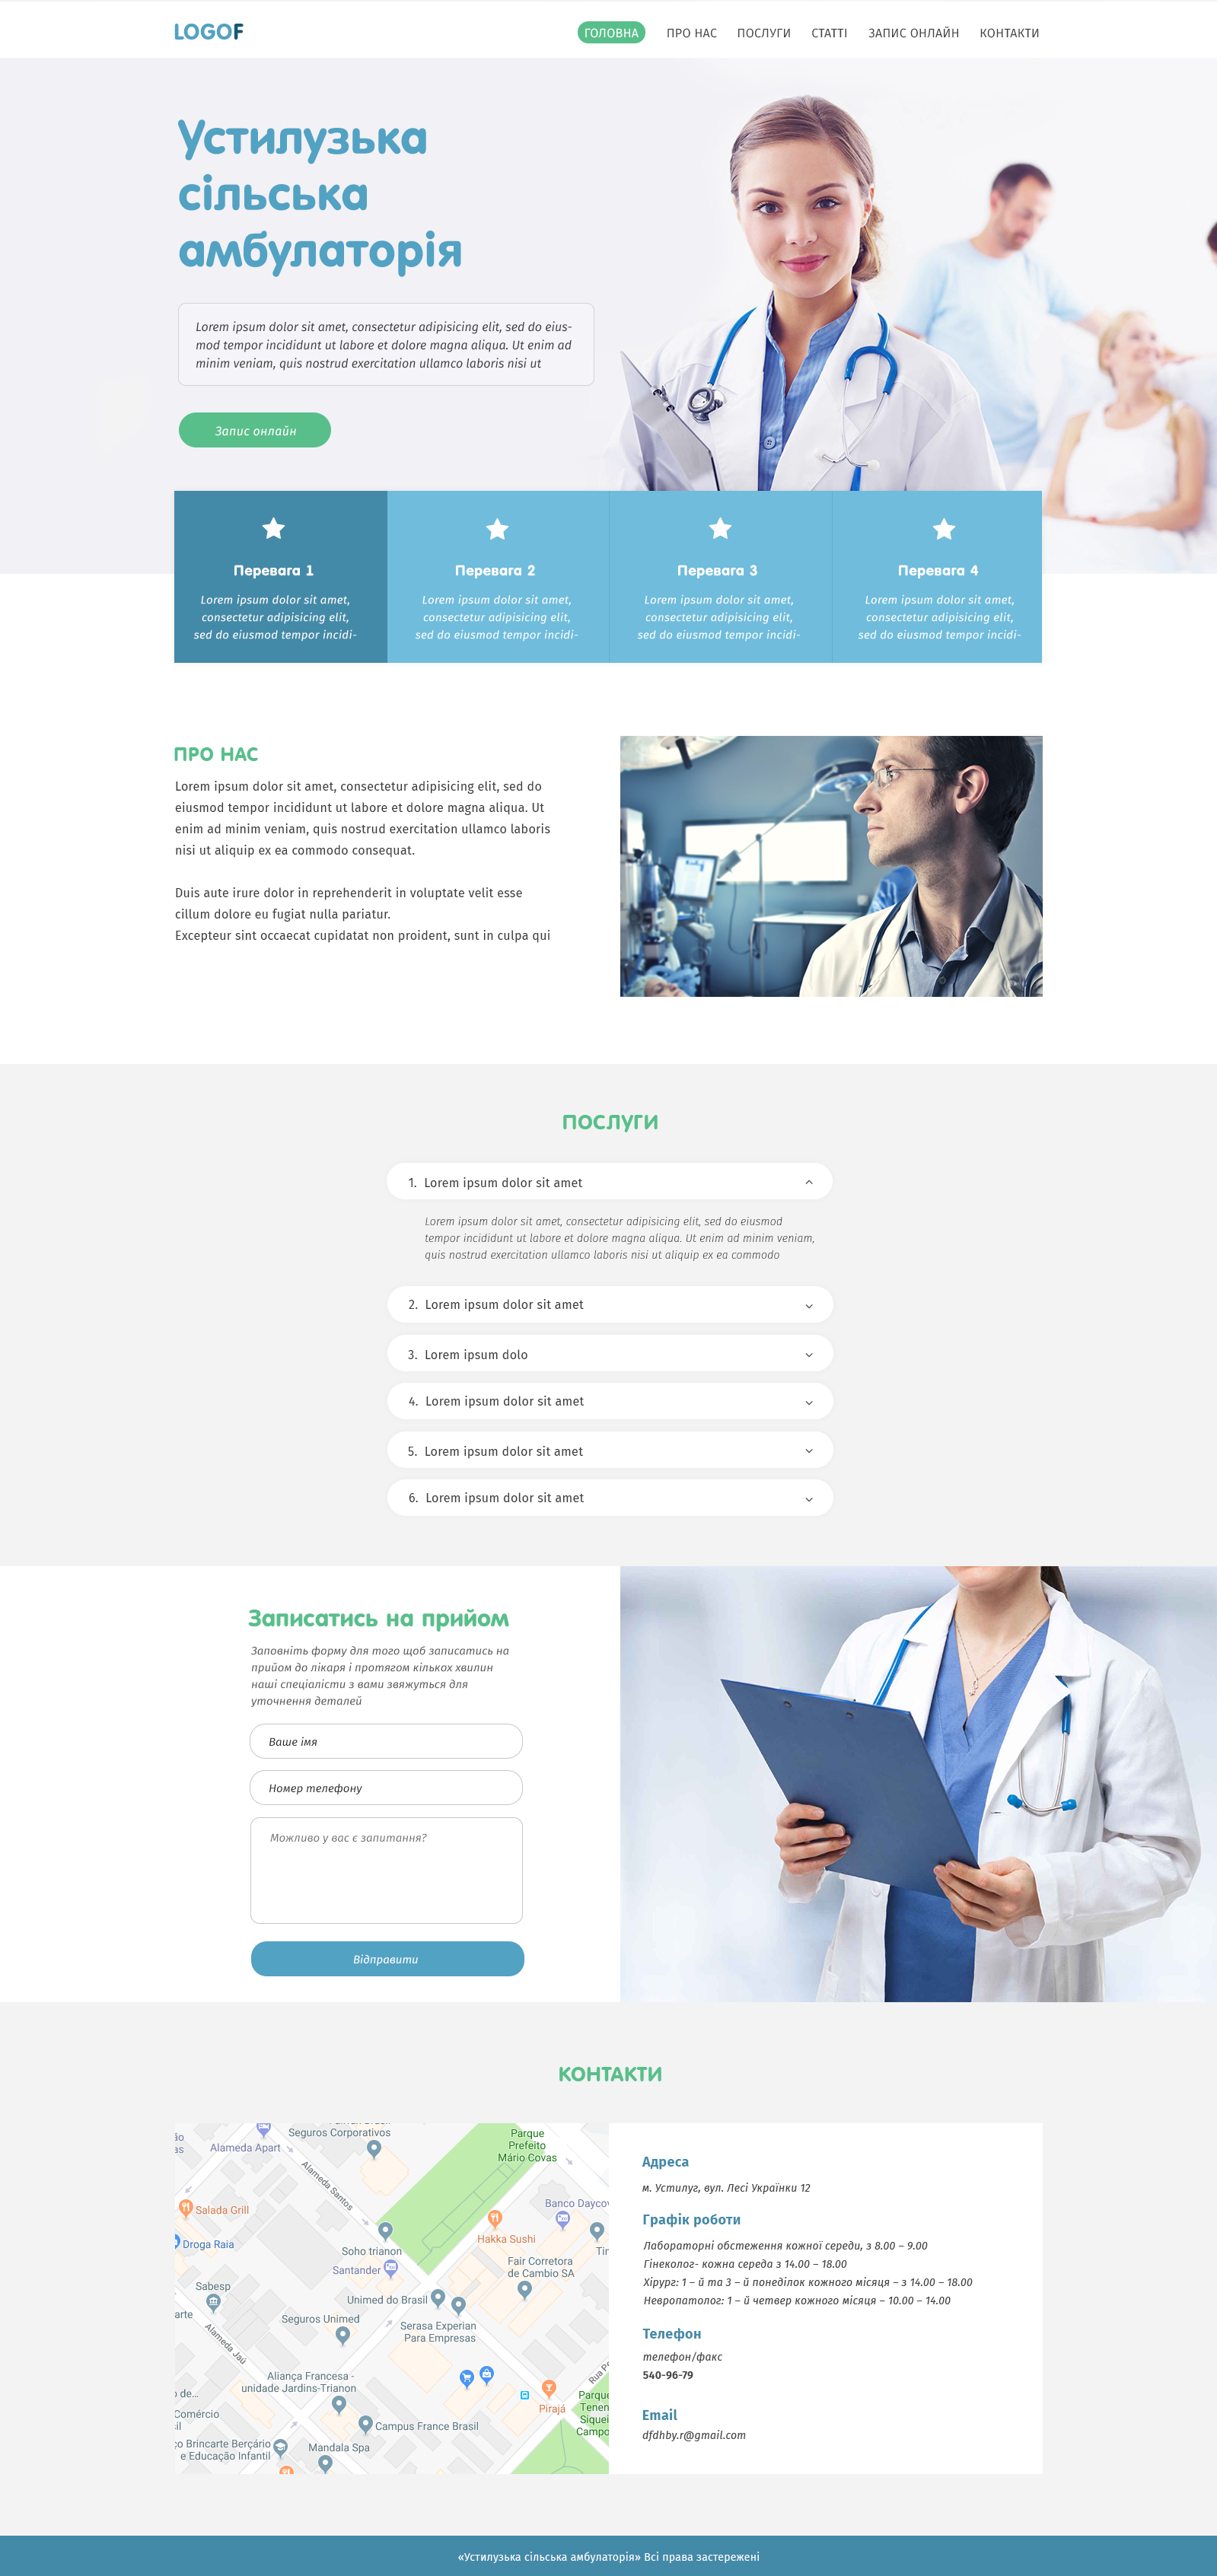 LOGOF
ГОЛОВНА ПРО НАС ПОСЛУГИ СТАТТІ ЗАПИС ОНЛАЙН КОНТАКТИ
Устилузька
сільська
амбулаторія
Lorem ipsum dolor sit amet, consectetur adipisicing elit, sed do eius-
mod tempor incididunt ut labore et dolore magna aliqua. Ut enim ad
minim veniam, quis nostrud exercitation ullamco laboris nisi ut
Запис онлайн
Перевага 1
Lorem ipsum dolor sit amet,
consectetur adipisicing elit,
sed do eiusmod tempor incidi-
Перевага 2
Lorem ipsum dolor sit amet,
consectetur adipisicing elit,
sed do eiusmod tempor incidi-
Перевага 3
Lorem ipsum dolor sit amet,
consectetur adipisicing elit,
sed do eiusmod tempor incidi-
Перевага 4
Lorem ipsum dolor sit amet,
consectetur adipisicing elit,
sed do eiusmod tempor incidi-
ПРО НАС
Lorem ipsum dolor sit amet, consectetur adipisicing elit, sed do
eiusmod tempor incididunt ut labore et dolore magna aliqua. Ut
enim ad minim veniam, quis nostrud exercitation ullamco laboris
nisi ut aliquip ex ea commodo consequat.
Duis aute irure dolor in reprehenderit in voluptate velit esse
cillum dolore eu fugiat nulla pariatur.
Excepteur sint occaecat cupidatat non proident, sunt in culpa qui
ПОСЛУГИ
1. Lorem ipsum dolor sit amet
Lorem ipsum dolor sit amet, consectetur adipisicing elit, sed do eiusmod
tempor incididunt ut labore et dolore magna aliqua. Ut enim ad minim veniam,
quis nostrud exercitation ullamco laboris nisi ut aliquip ex ea commodo
2. Lorem ipsum dolor sit amet
3. Lorem ipsum dolo
4. Lorem ipsum dolor sit amet
5. Lorem ipsum dolor sit amet
6. Lorem ipsum dolor sit amet
Записатись на прийом
Заповніть форму для того щоб записатись на
прийом до лікаря і протягом кількох хвилин
наші спеціалісти з вами звяжуться для
уточнення деталей
Ваше імя
Номер телефону
Можливо у вас є запитання?
Відправити
КОНТАКТИ
Seguros Corporativos
Alameda Apart
Parque
Prefeito
Mário Covas
Alameda Santos
Salada Grill
Banco Daycov
Droga Raia
Hakka Sushi
Soho trianon
Tir
Santander
Fair Corretora
de Cambio SA
Sabesp
Unimed do Brasil
arte
Seguros Unimed
Serasa Experian
Para Empresas
Alameda Jaú
Aliança Francesa -
unidade Jardins-Trianon
Rua Pe
o de...
Pirajá
Parque
Tenen
Siquei
Campo
Comércio
il
Campus France Brasil
ço Brincarte Berçário
e Educação Infantil
Mandala Spa
Адреса
м. Устилуг, вул. Лесі Українки 12
Графік роботи
Лабораторні обстеження кожної середи, з 8.00 – 9.00
Гінеколог- кожна середа з 14.00 – 18.00
Хірург: 1 – й та 3 – й понеділок кожного місяця – з 14.00 – 18.00
Невропатолог: 1 – й четвер кожного місяця – 10.00 – 14.00
Телефон
телефон/факс
540-96-79
Email
dfdhby.r@gmail.com
«Устилузька сільська амбулаторія» Всі права застережені